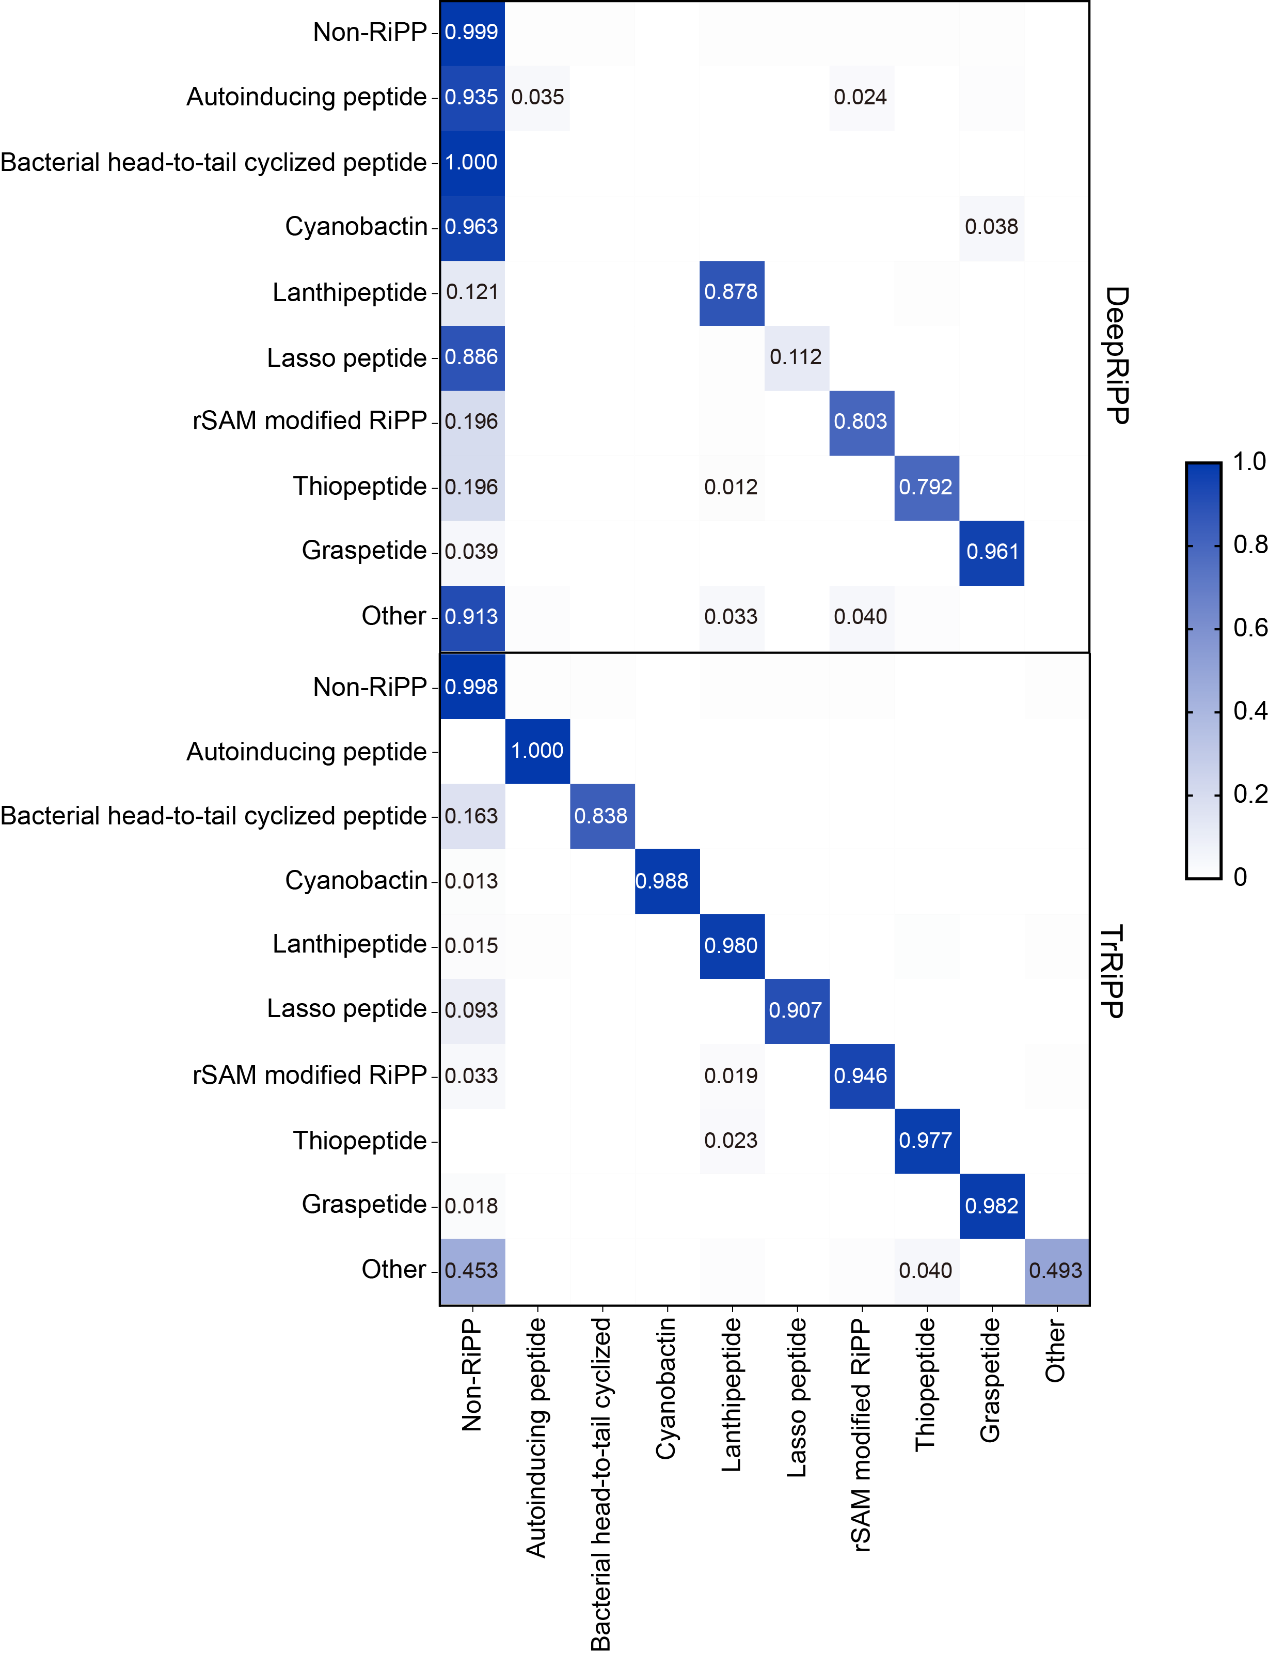 Non-RiPP 0.999
Autoinducing peptide 0.935 0.035 0.024
Bacterial head-to-tail cyclized peptide 1.000
Cyanobactin 0.963 0.038
Lanthipeptide 0.121 0.878
Lasso peptide 0.886 0.112
rSAM modified RiPP 0.196 0.803
Thiopeptide 0.196 0.012 0.792
Graspetide 0.039 0.961
Other 0.913 0.033 0.040
DeepRiPP
Non-RiPP 0.998
Autoinducing peptide 1.000
Bacterial head-to-tail cyclized peptide 0.163 0.838
Cyanobactin 0.013 0.988
Lanthipeptide 0.015 0.980
Lasso peptide 0.093 0.907
rSAM modified RiPP 0.033 0.019 0.946
Thiopeptide 0.023 0.977
Graspetide 0.018 0.982
Other 0.453 0.040 0.493
TrRiPP
1.0
0.8
0.6
0.4
0.2
0
Non-RiPP
Autoinducing peptide
Bacterial head-to-tail cyclized
Cyanobactin
Lanthipeptide
Lasso peptide
rSAM modified RiPP
Thiopeptide
Graspetide
Other